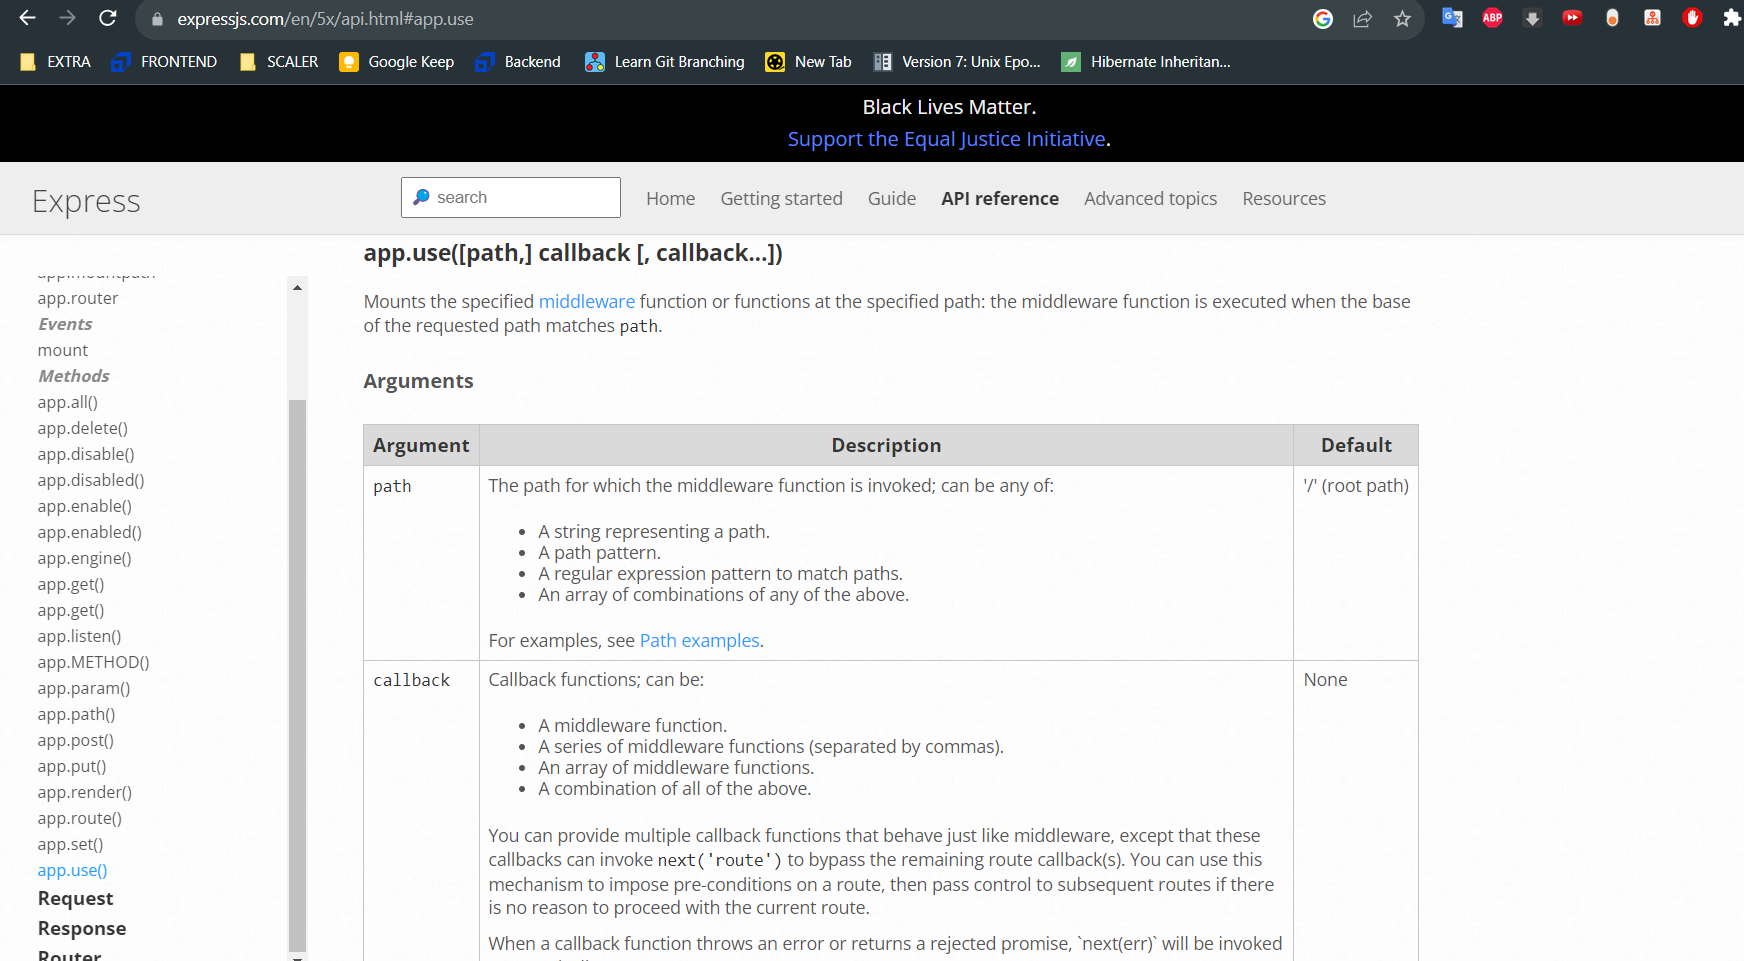 expressjs.com/en/5x/api.html#app.use
EXTRA FRONTEND SCALER Google Keep Backend Learn Git Branching New Tab Version 7: Unix Epo... Hibernate Inheritan...
Black Lives Matter.
Support the Equal Justice Initiative.
Express search Home Getting started Guide API reference Advanced topics Resources
app.mountpath
app.router
Events
mount
Methods
app.all()
app.delete()
app.disable()
app.disabled()
app.enable()
app.enabled()
app.engine()
app.get()
app.get()
app.listen()
app.METHOD()
app.param()
app.path()
app.post()
app.put()
app.render()
app.route()
app.set()
app.use()
Request
Response
Router
app.use([path,] callback [, callback...])
Mounts the specified middleware function or functions at the specified path: the middleware function is executed when the base
of the requested path matches path.
Arguments
Argument Description Default
path The path for which the middleware function is invoked; can be any of: '/' (root path)
• A string representing a path.
• A path pattern.
• A regular expression pattern to match paths.
• An array of combinations of any of the above.
For examples, see Path examples.
callback Callback functions; can be: None
• A middleware function.
• A series of middleware functions (separated by commas).
• An array of middleware functions.
• A combination of all of the above.
You can provide multiple callback functions that behave just like middleware, except that these
callbacks can invoke next('route') to bypass the remaining route callback(s). You can use this
mechanism to impose pre-conditions on a route, then pass control to subsequent routes if there
is no reason to proceed with the current route.
When a callback function throws an error or returns a rejected promise, `next(err)` will be invoked